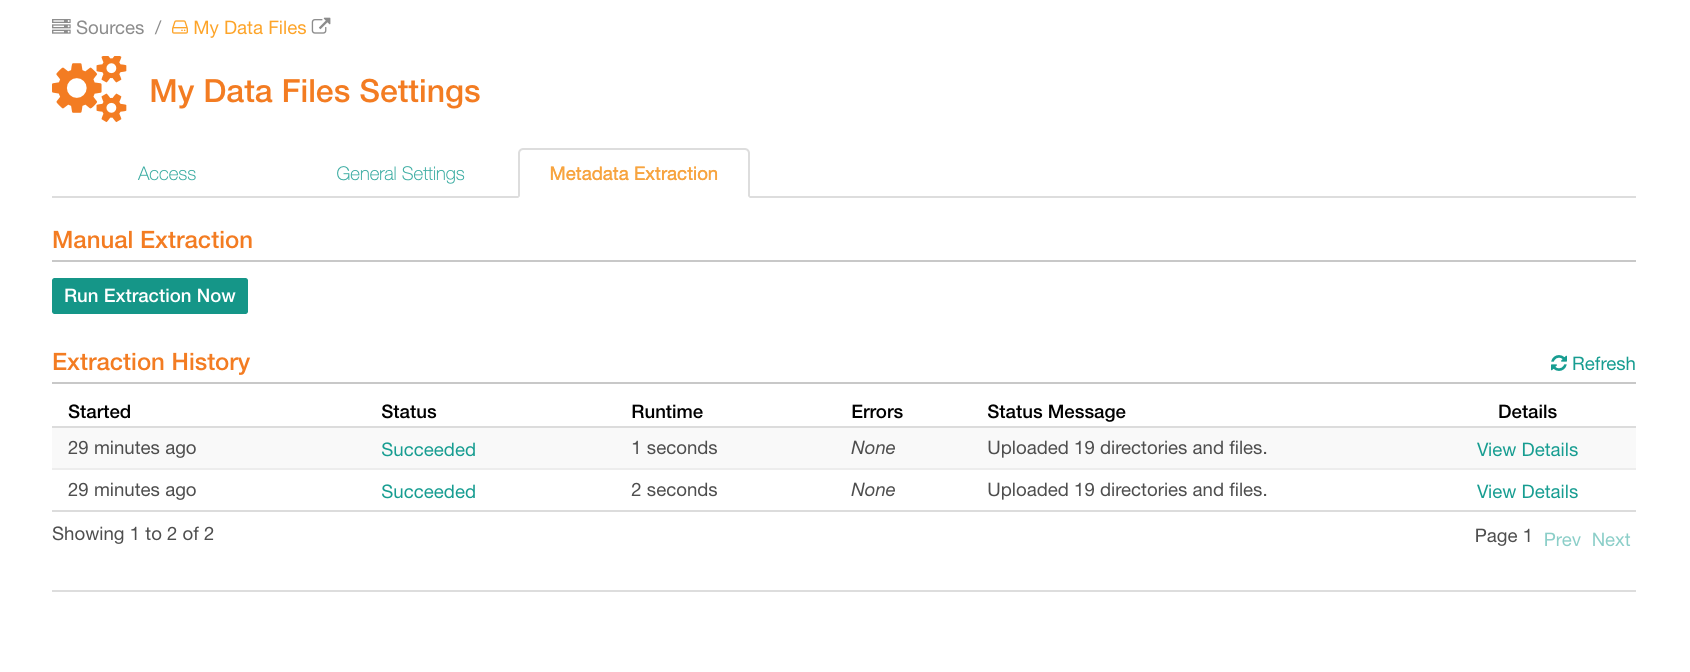 Sources / My Data Files
My Data Files Settings
Access General Settings Metadata Extraction
Manual Extraction
Run Extraction Now
Extraction History Refresh
Started Status Runtime Errors Status Message Details
29 minutes ago Succeeded 1 seconds None Uploaded 19 directories and files. View Details
29 minutes ago Succeeded 2 seconds None Uploaded 19 directories and files. View Details
Showing 1 to 2 of 2 Page 1 Prev Next